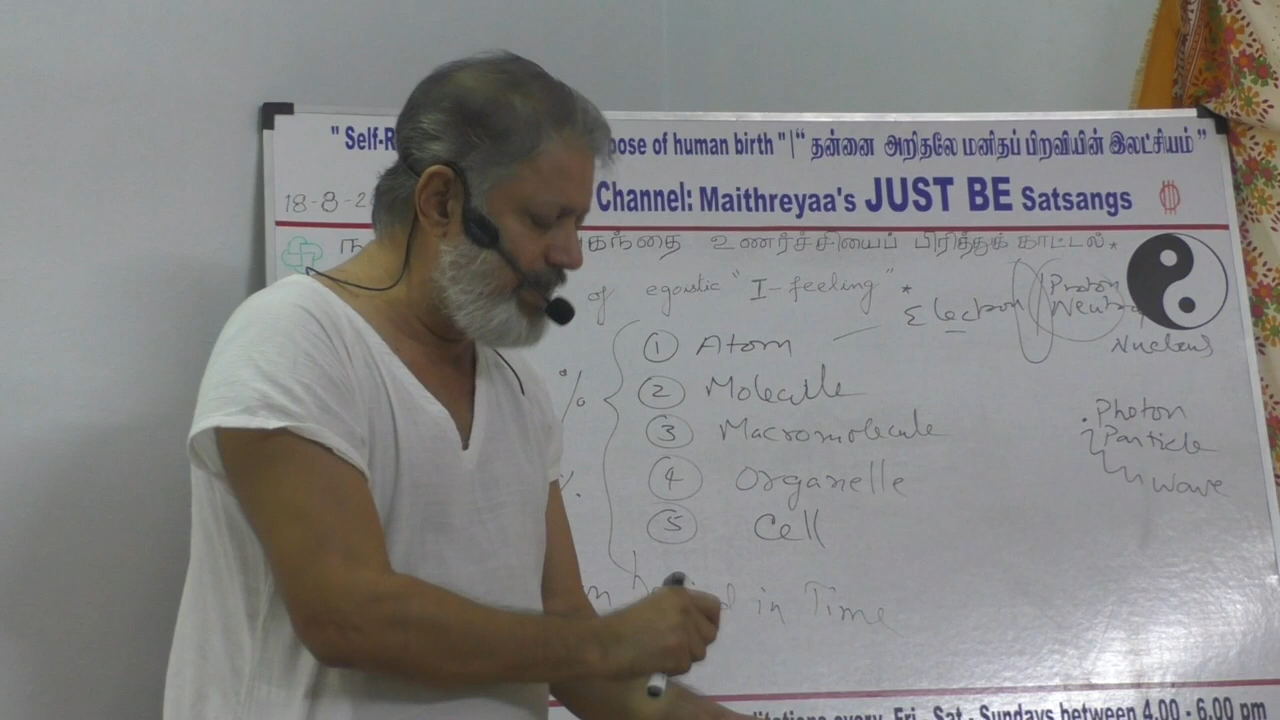 " Self-R pose of human birth " | “ தன்னை அறிதலே மனிதப் பிறவியின் இலட்சியம் ”
18-8-2 Channel: Maithreyaa's JUST BE Satsangs
கந்தை உணர்ச்சியைப் பிரித்துக் காட்டல் *
of egoistic "I-feeling" *
Electron Proton
Neutron
Nucleus
① Atom
% ② Molecule
③ Macromolecule
④ Organelle
%
⑤ Cell
. Photon
Particle
wave
in Time
ditations every Fri - Sat - Sundays between 4.00 - 6.00 pm